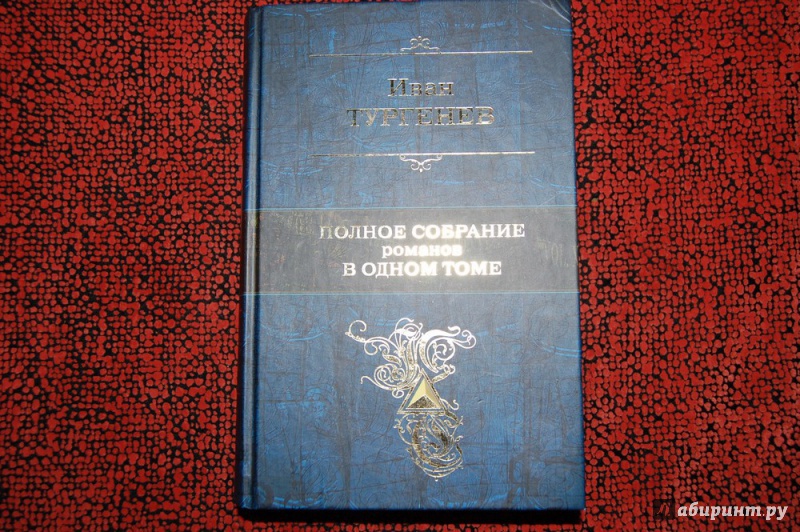 Иван
ТУРГЕНЕВ
ПОЛНОЕ СОБРАНИЕ
романов
В ОДНОМ ТОМЕ
Лабиринт.ру